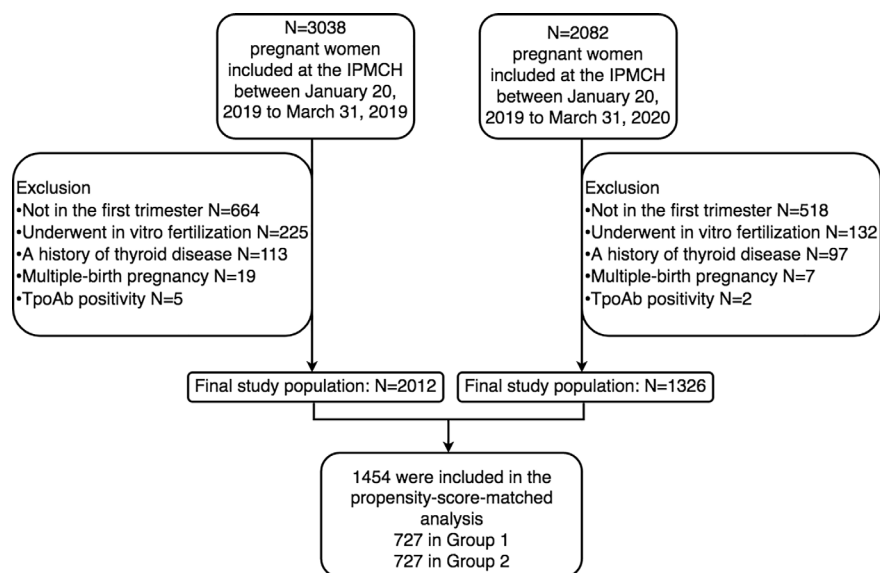 N=3038
pregnant women
included at the IPMCH
between January 20,
2019 to March 31, 2019
N=2082
pregnant women
included at the IPMCH
between January 20,
2019 to March 31, 2020
Exclusion
•Not in the first trimester N=664
•Underwent in vitro fertilization N=225
•A history of thyroid disease N=113
•Multiple-birth pregnancy N=19
•TpoAb positivity N=5
Exclusion
•Not in the first trimester N=518
•Underwent in vitro fertilization N=132
•A history of thyroid disease N=97
•Multiple-birth pregnancy N=7
•TpoAb positivity N=2
Final study population: N=2012
Final study population: N=1326
1454 were included in the
propensity-score-matched
analysis
727 in Group 1
727 in Group 2